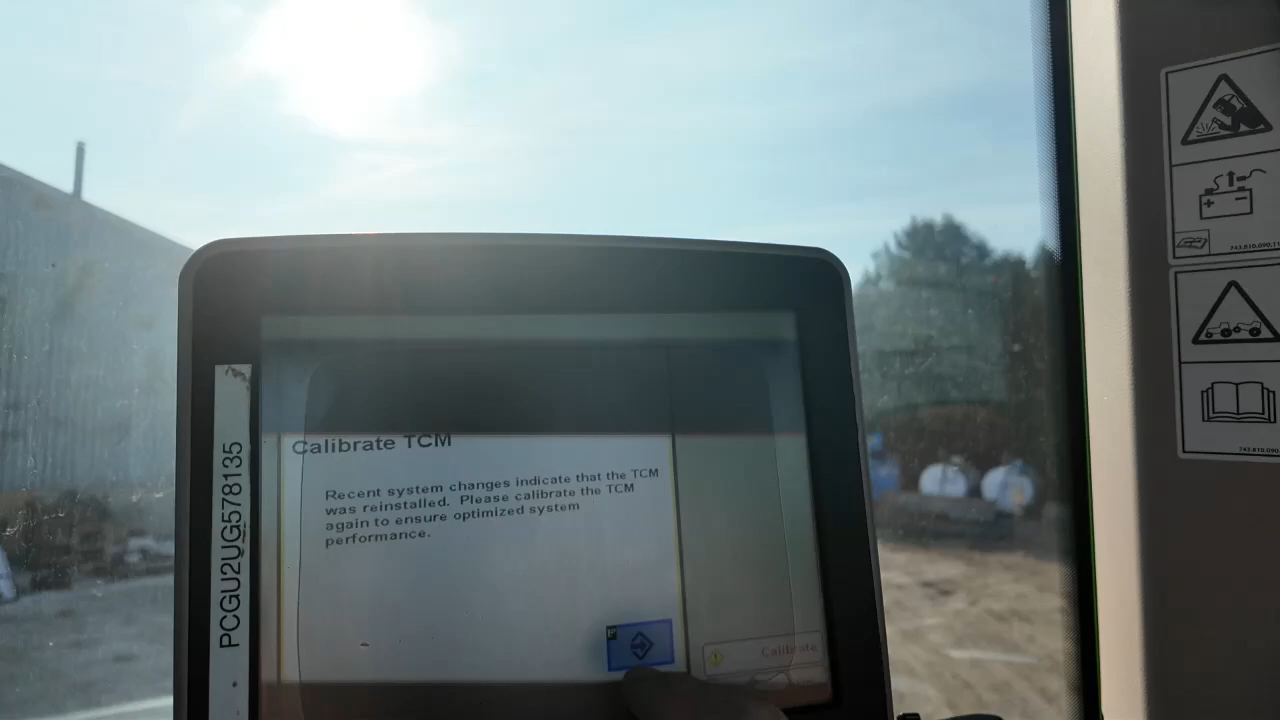 PCGU2UG578135
Calibrate TCM
Recent system changes indicate that the TCM
was reinstalled. Please calibrate the TCM
again to ensure optimized system
performance.
Calibrate
+ -